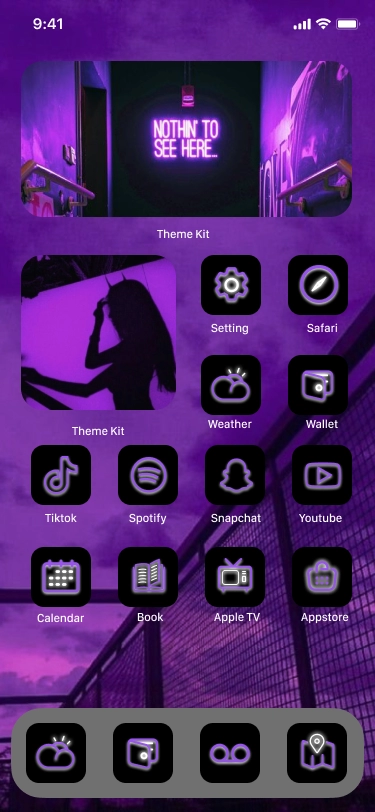 9:41
NOTHIN' TO
SEE HERE...
Theme Kit
Setting
Safari
Theme Kit
Weather
Wallet
Tiktok
Spotify
Snapchat
Youtube
Calendar
Book
Apple TV
Appstore